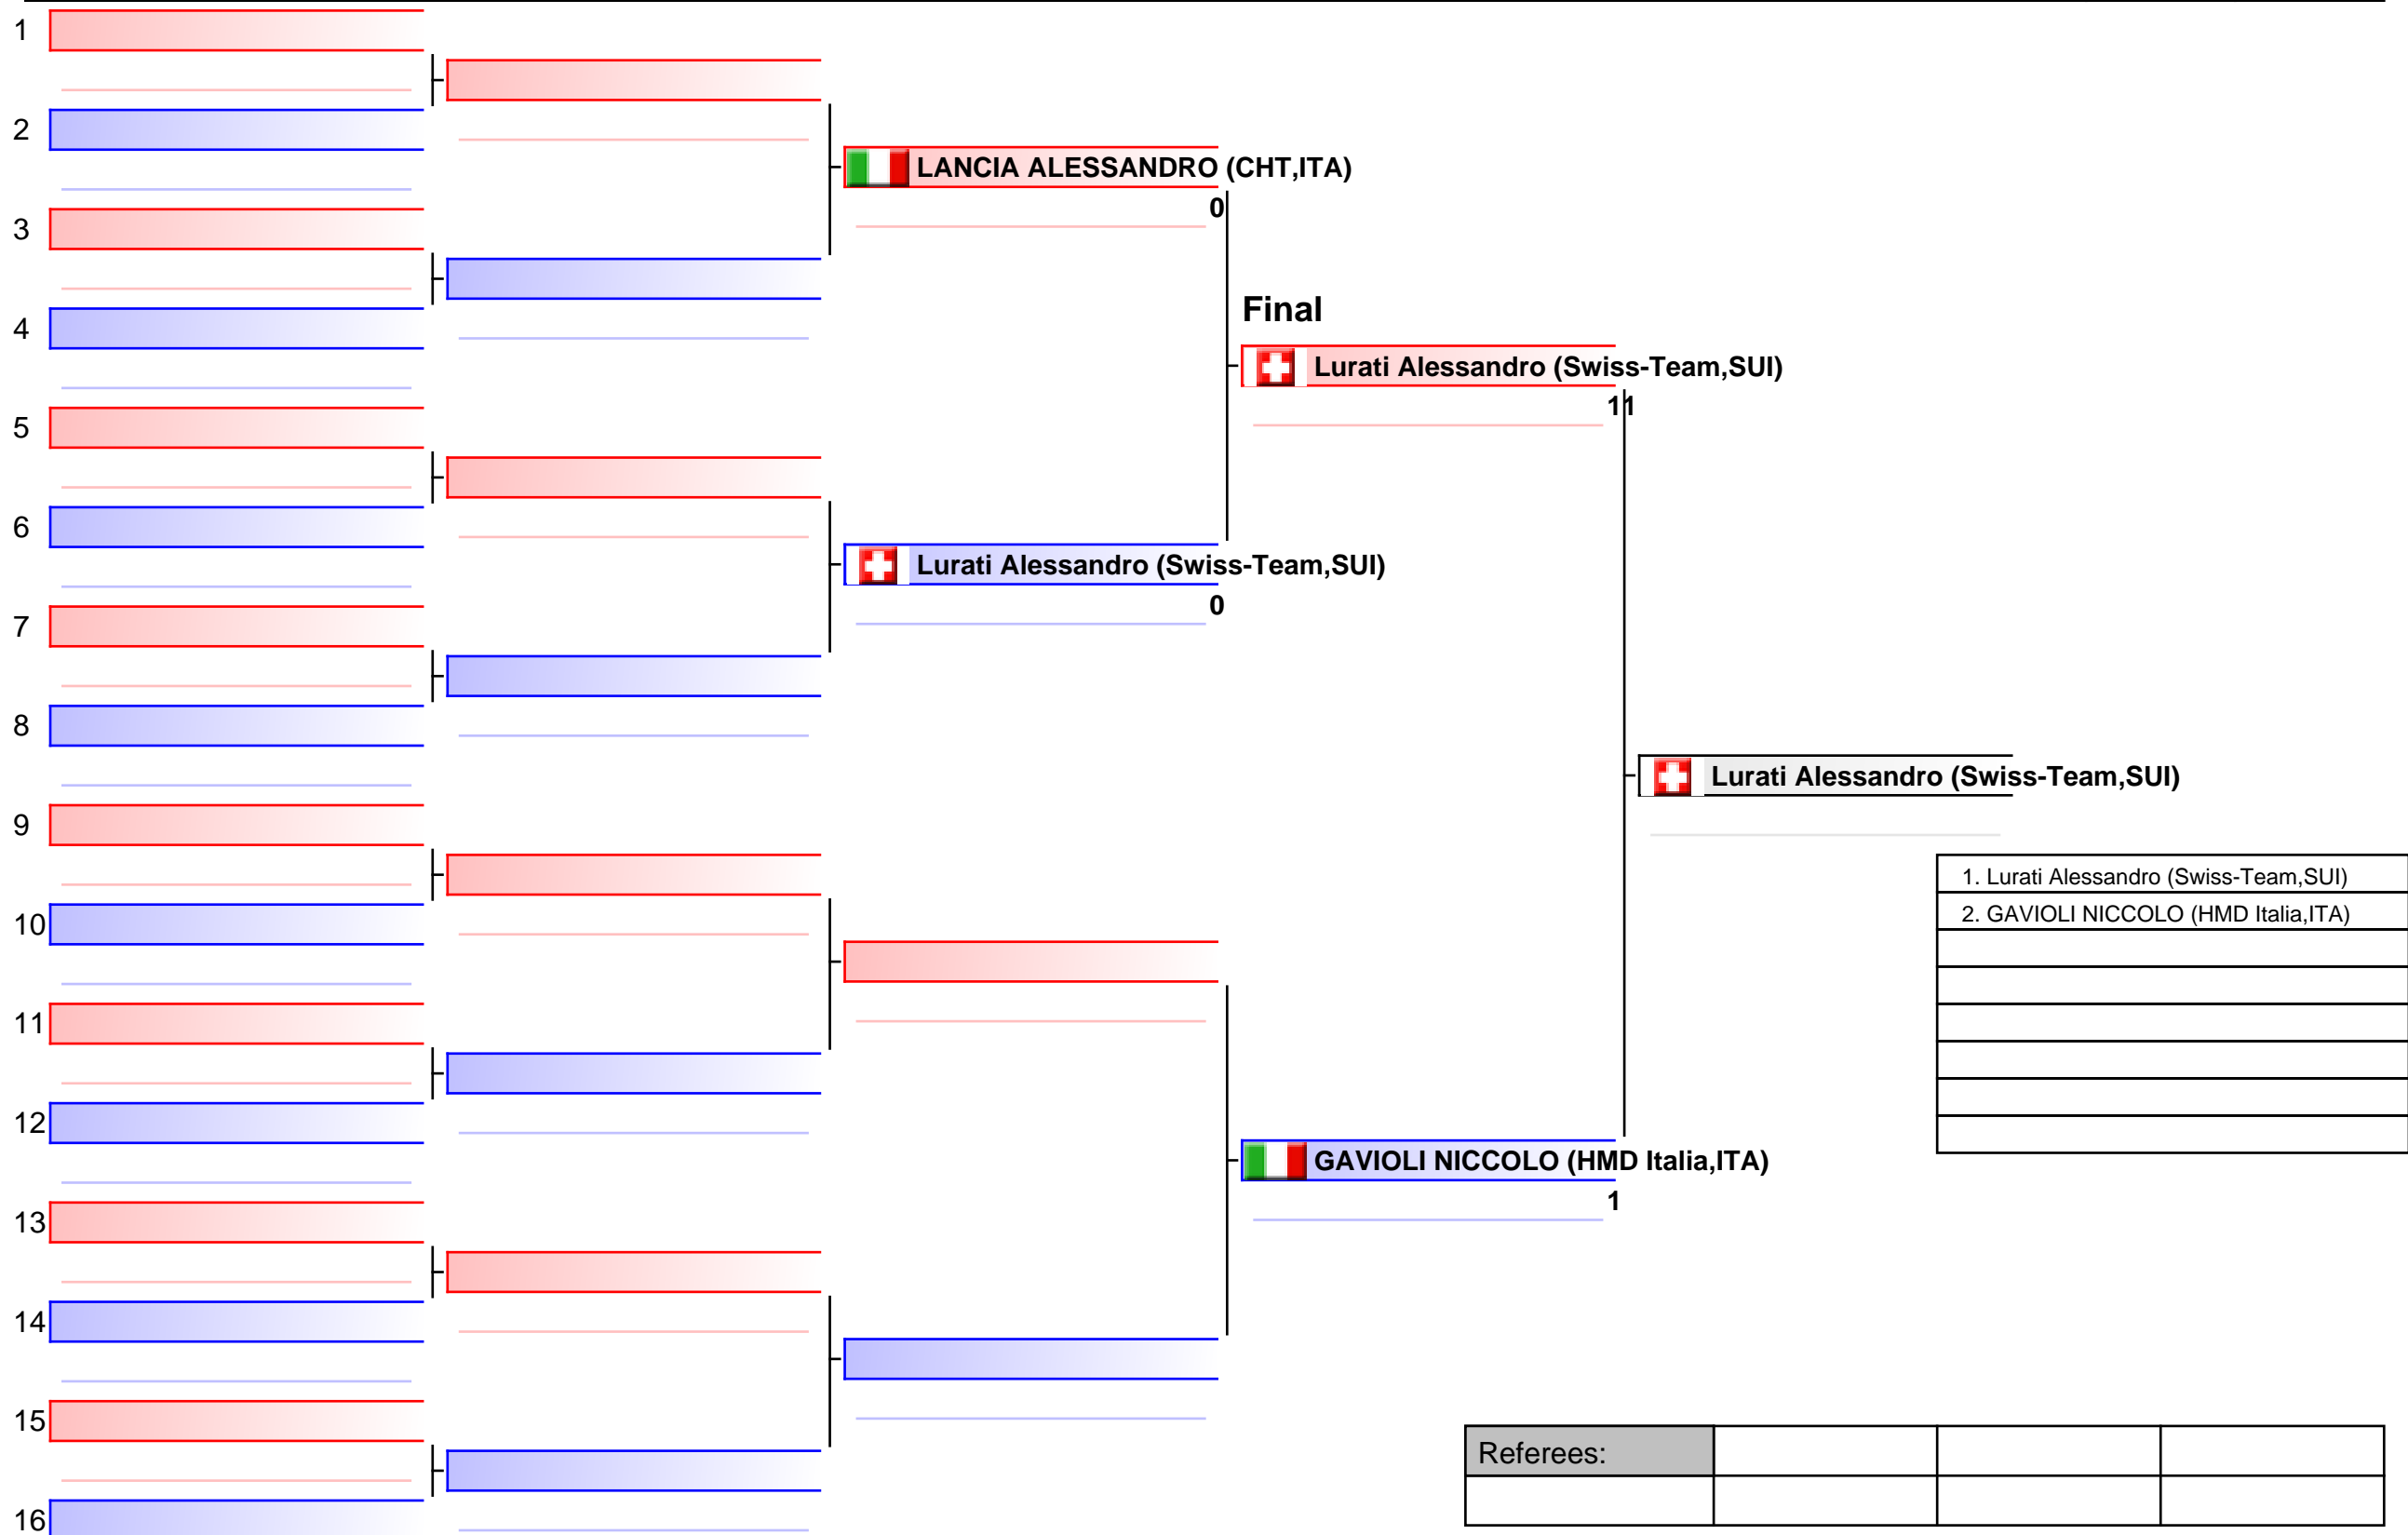 1
2
LANCIA ALESSANDRO (CHT,ITA)
0
3
Final
4
Lurati Alessandro (Swiss-Team,SUI)
11
5
6
Lurati Alessandro (Swiss-Team,SUI)
0
7
8
Lurati Alessandro (Swiss-Team,SUI)
9
1. Lurati Alessandro (Swiss-Team,SUI)
2. GAVIOLI NICCOLO (HMD Italia,ITA)
10
11
12
GAVIOLI NICCOLO (HMD Italia,ITA)
1
13
14
15
Referees:
16